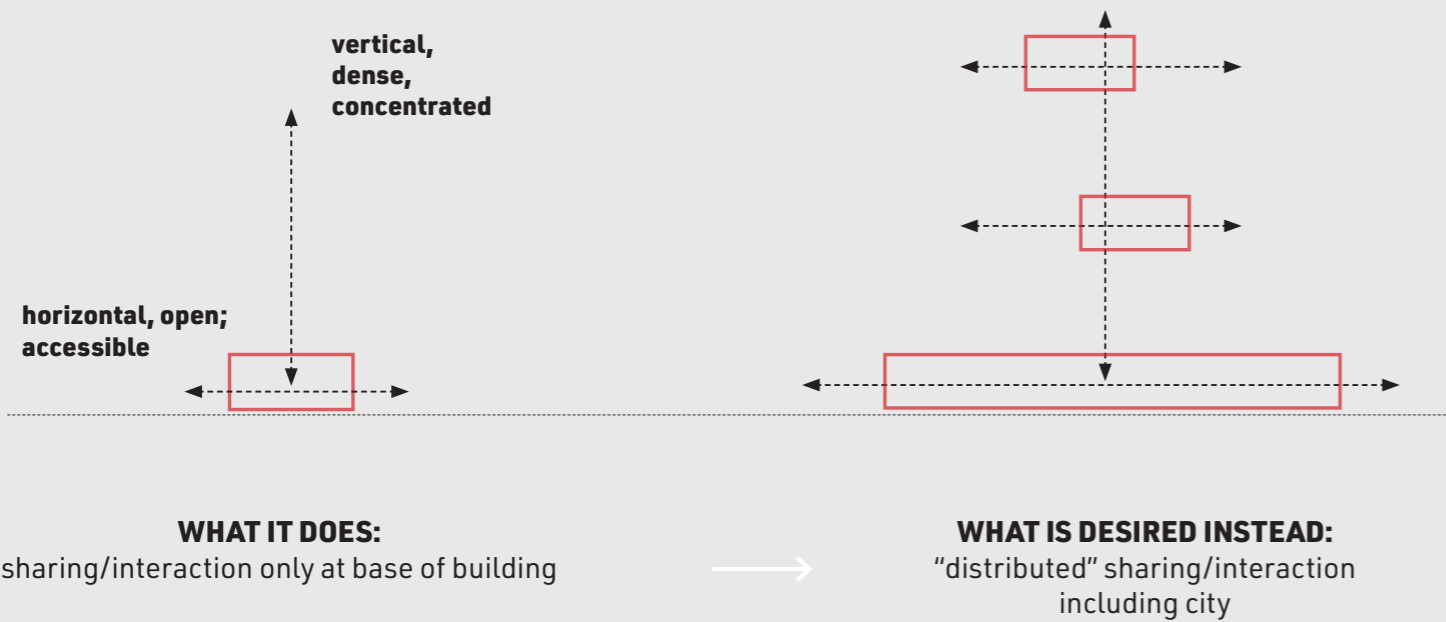 vertical,
dense,
concentrated
horizontal, open;
accessible
WHAT IT DOES:
sharing/interaction only at base of building
WHAT IS DESIRED INSTEAD:
“distributed” sharing/interaction
including city